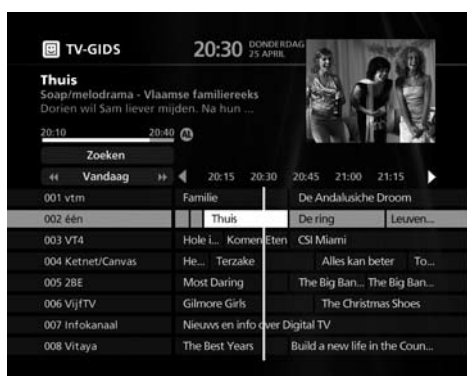 TV-GIDS 20:30 DONDERDAG 25 APRIL
Thuis
Soap/melodrama - Vlaamse familiereeks
Dorien wil Sam liever mijden. Na hun ...
20:10 20:40 AL
Zoeken
Vandaag 20:15 20:30 20:45 21:00 21:15
001 vtm Familie De Andalusiche Droom
002 één Thuis De ring Leuven...
003 VT4 Hole i... Komen Eten CSI Miami
004 Ketnet/Canvas He... Terzake Alles kan beter To...
005 2BE Most Daring The Big Ban... The Big Ban...
006 VijfTV Gilmore Girls The Christmas Shoes
007 Infokanaal Nieuws en info over Digital TV
008 Vitaya The Best Years Build a new life in the Coun...